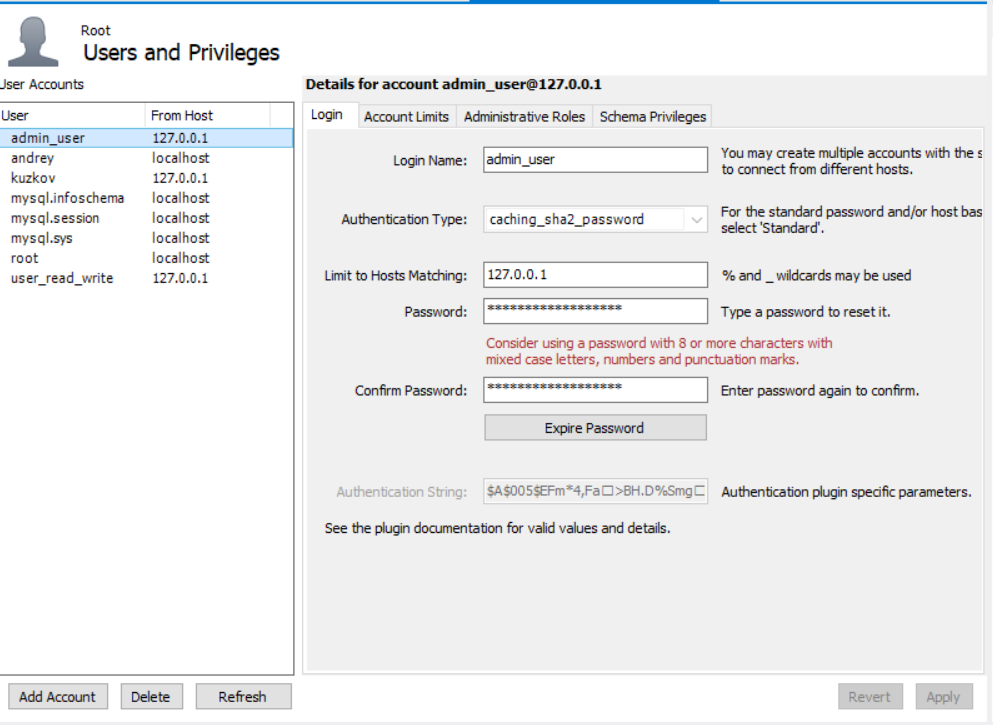 Root
Users and Privileges
User Accounts
User From Host
admin_user 127.0.0.1
andrey localhost
kuzkov 127.0.0.1
mysql.infoschema localhost
mysql.session localhost
mysql.sys localhost
root localhost
user_read_write 127.0.0.1
Add Account Delete Refresh
Details for account admin_user@127.0.0.1
Login Account Limits Administrative Roles Schema Privileges
Login Name: admin_user You may create multiple accounts with the s
to connect from different hosts.
Authentication Type: caching_sha2_password For the standard password and/or host bas
select 'Standard'.
Limit to Hosts Matching: 127.0.0.1 % and _ wildcards may be used
Password: ****************** Type a password to reset it.
Consider using a password with 8 or more characters with
mixed case letters, numbers and punctuation marks.
Confirm Password: ****************** Enter password again to confirm.
Expire Password
Authentication String: $A$005$EFm*4,Fa□>BH.D%Smg□ Authentication plugin specific parameters.
See the plugin documentation for valid values and details.
Revert Apply